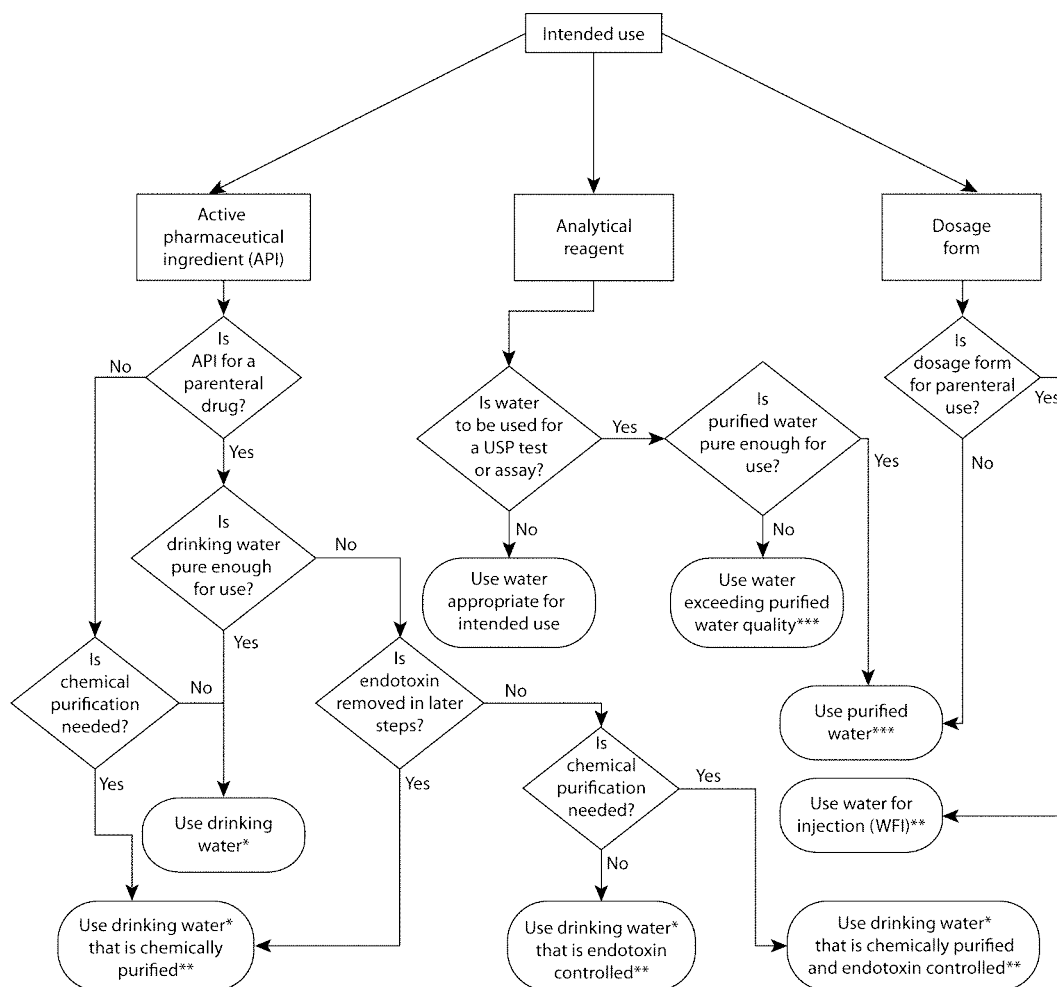 Intended use
Active
pharmaceutical
ingredient (API)
Analytical
reagent
Dosage
form
Is
API for a
parenteral
drug?
No
Yes
Is
water
to be used for
a USP test
or assay?
Yes
No
Is
purified water
pure enough for
use?
Yes
No
Is
dosage form
for parenteral
use?
Yes
No
Is
drinking water
pure enough
for use?
No
Yes
Use water
appropriate for
intended use
Use water
exceeding purified
water quality***
Is
chemical
purification
needed?
No
Yes
Is
endotoxin
removed in later
steps?
No
Yes
Use purified
water***
Is
chemical
purification
needed?
Yes
No
Use drinking
water*
Use water for
injection (WFI)**
Use drinking water*
that is chemically
purified**
Use drinking water*
that is endotoxin
controlled**
Use drinking water*
that is chemically purified
and endotoxin controlled**